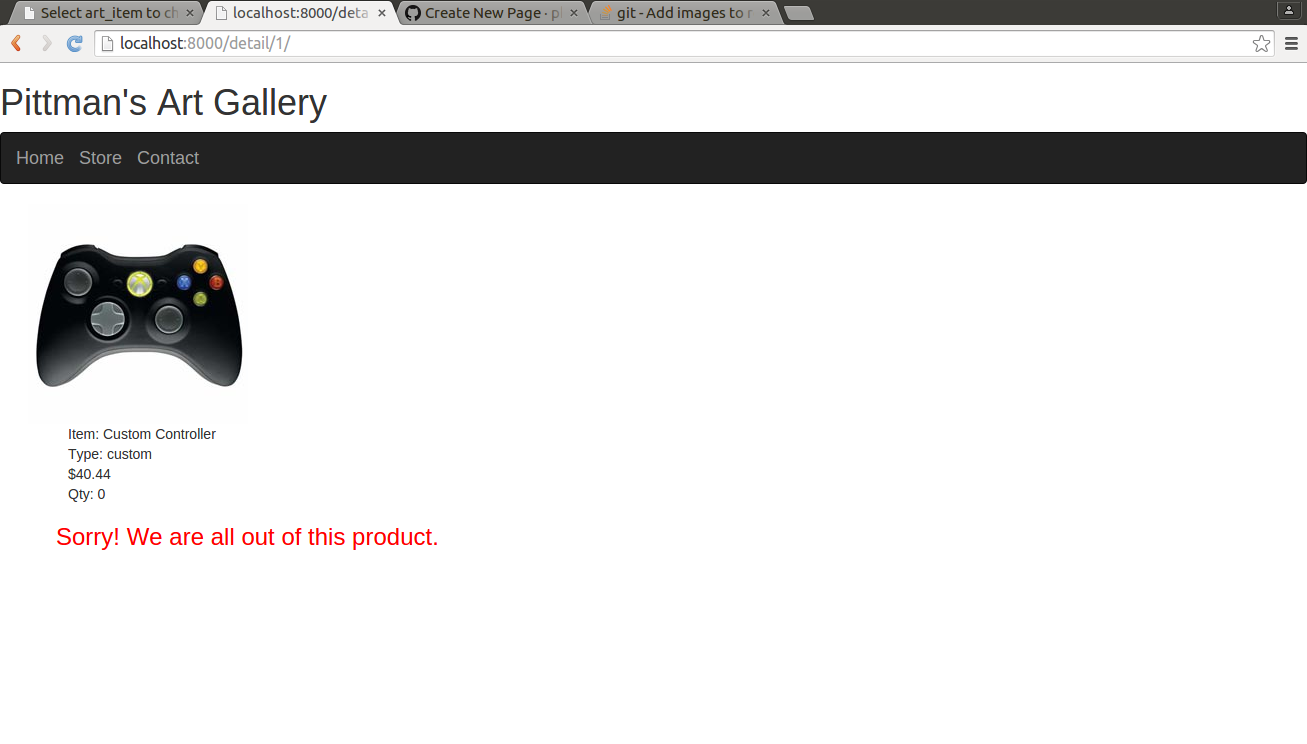 Select art_item to ch
localhost:8000/deta
Create New Page · pl
git - Add images to r
localhost:8000/detail/1/
Pittman's Art Gallery
Home Store Contact
Y
X B
A
Item: Custom Controller
Type: custom
$40.44
Qty: 0
Sorry! We are all out of this product.